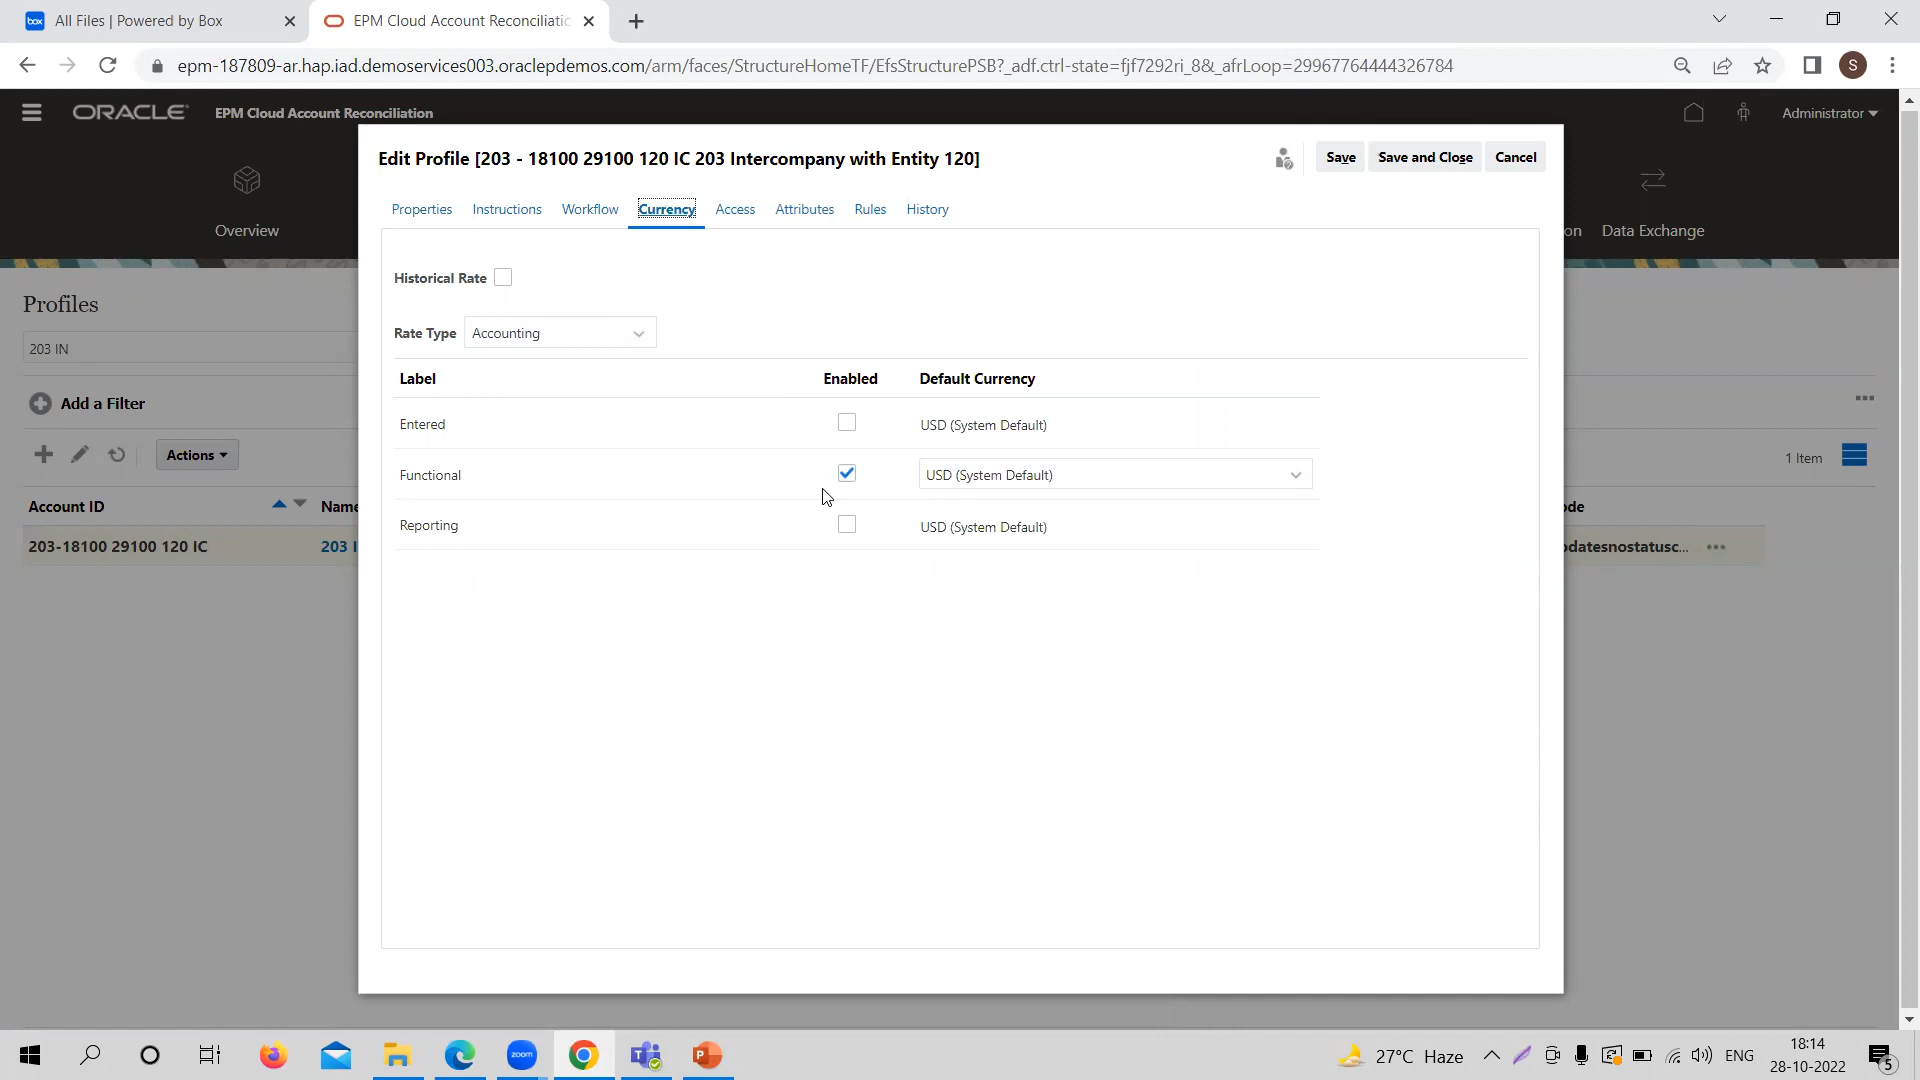 box All Files | Powered by Box
EPM Cloud Account Reconciliatic
epm-187809-ar.hap.iad.demoservices003.oraclepdemos.com/arm/faces/StructureHomeTF/EfsStructurePSB?_adf.ctrl-state=fjf7292ri_8&_afrLoop=29967764444326784
S
ORACLE EPM Cloud Account Reconciliation
Administrator
Edit Profile [203 - 18100 29100 120 IC 203 Intercompany with Entity 120]
Save Save and Close Cancel
Properties Instructions Workflow Currency Access Attributes Rules History
Overview
on Data Exchange
Historical Rate
Profiles
Rate Type Accounting
203 IN
Label Enabled Default Currency
Add a Filter
Entered USD (System Default)
Actions
1 Item
Functional USD (System Default)
Account ID Name
ode
Reporting USD (System Default)
203-18100 29100 120 IC 203 I
odatesnostatusc...
zoom
27°C Haze
ENG
18:14
28-10-2022
5